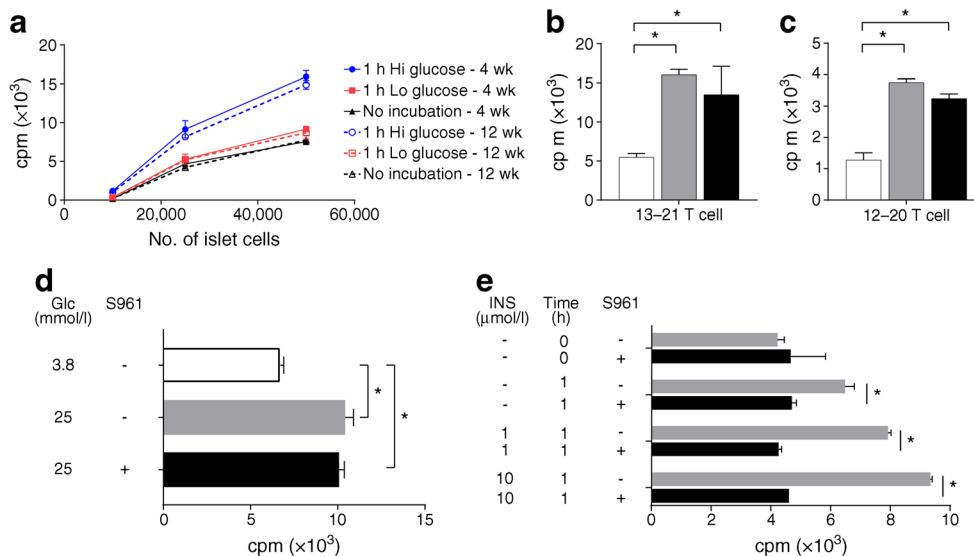 a
cpm (×10³)
20
15
10
5
0
0 20,000 40,000 60,000
No. of islet cells
1 h Hi glucose - 4 wk
1 h Lo glucose - 4 wk
No incubation - 4 wk
1 h Hi glucose - 12 wk
1 h Lo glucose - 12 wk
No incubation - 12 wk
b
cp m (×10³)
20
15
10
5
0
* *
13–21 T cell
c
cp m (×10³)
5
4
3
2
1
0
* *
12–20 T cell
d
Glc S961
(mmol/l)
3.8 -
25 -
25 +
* *
0 5 10 15
cpm (×10³)
e
INS Time S961
(μmol/l) (h)
- 0 -
- 0 +
- 1 -
- 1 +
*
1 1 -
1 1 +
*
10 1 -
10 1 +
*
0 2 4 6 8 10
cpm (×10³)